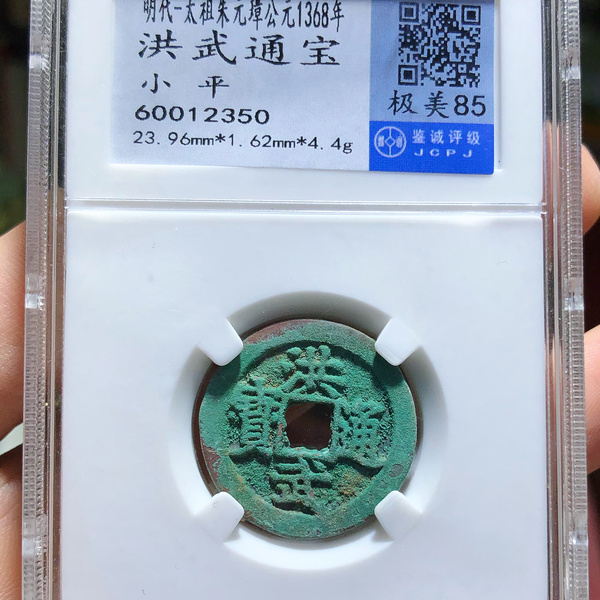 明代-太祖朱元璋公元1368年
洪武通宝
小平
60012350
23.96mm*1.62mm*4.4g
极美85
鉴诚评级
JCPJ
洪武通寶